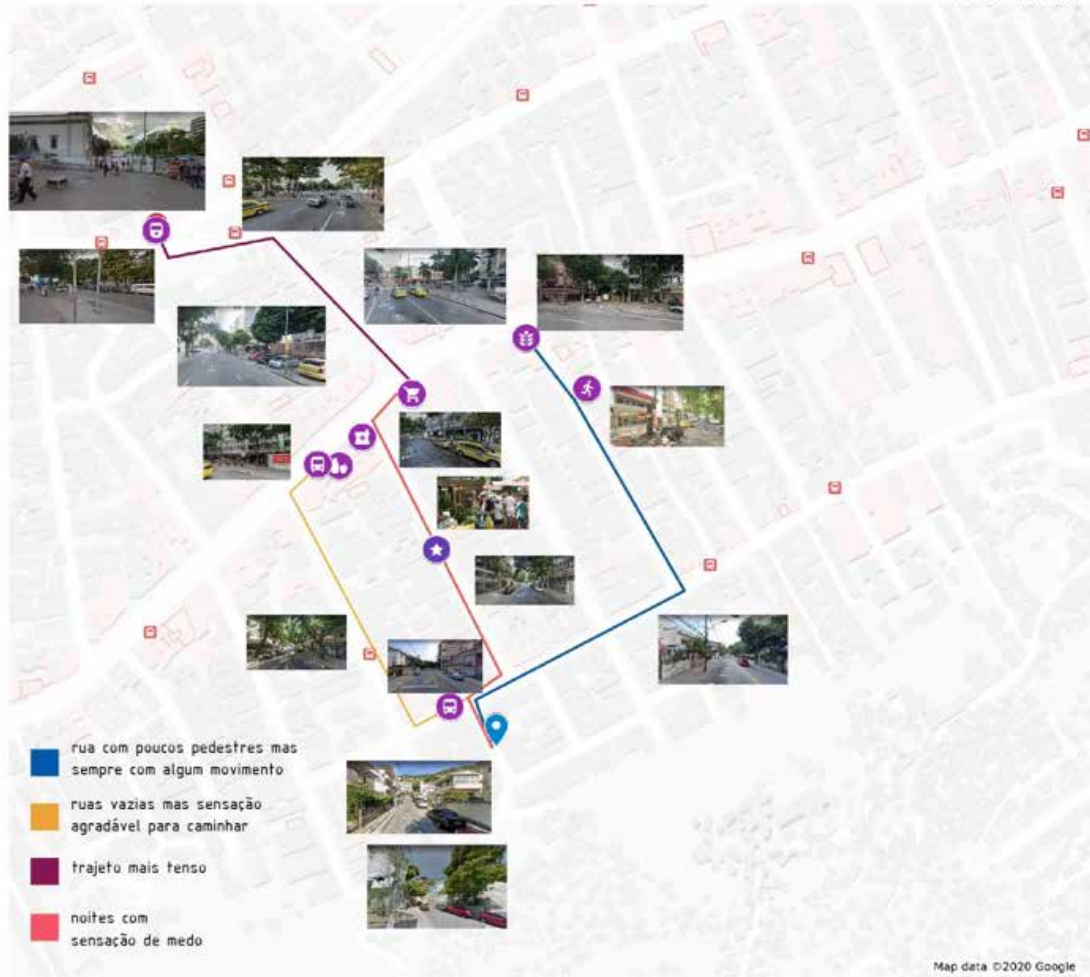 rua com poucos pedestres mas
sempre com algum movimento
ruas vazias mas sensação
agradável para caminhar
trajeto mais tenso
noites com
sensação de medo
Map data ©2020 Google